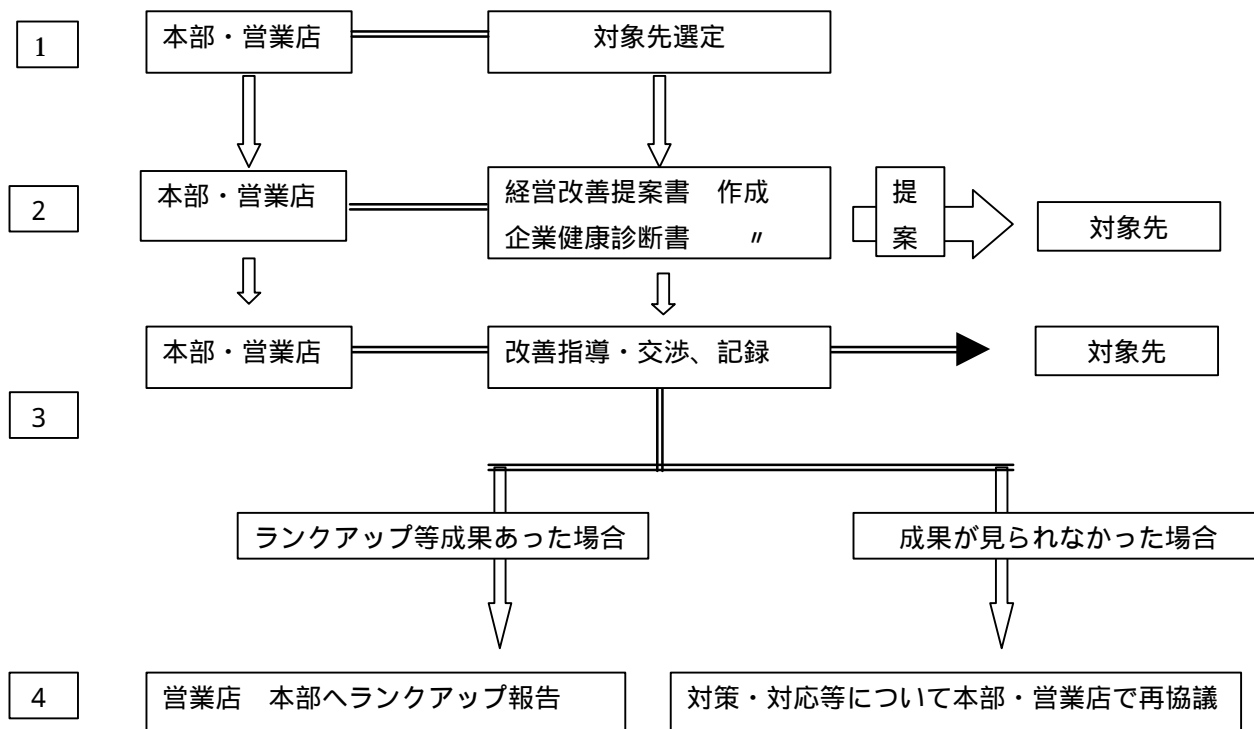 1
本部・営業店
対象先選定
2
本部・営業店
経営改善提案書　作成
企業健康診断書　　〃
提
案
対象先
本部・営業店
改善指導・交渉、記録
対象先
3
ランクアップ等成果あった場合
成果が見られなかった場合
4
営業店　本部へランクアップ報告
対策・対応等について本部・営業店で再協議